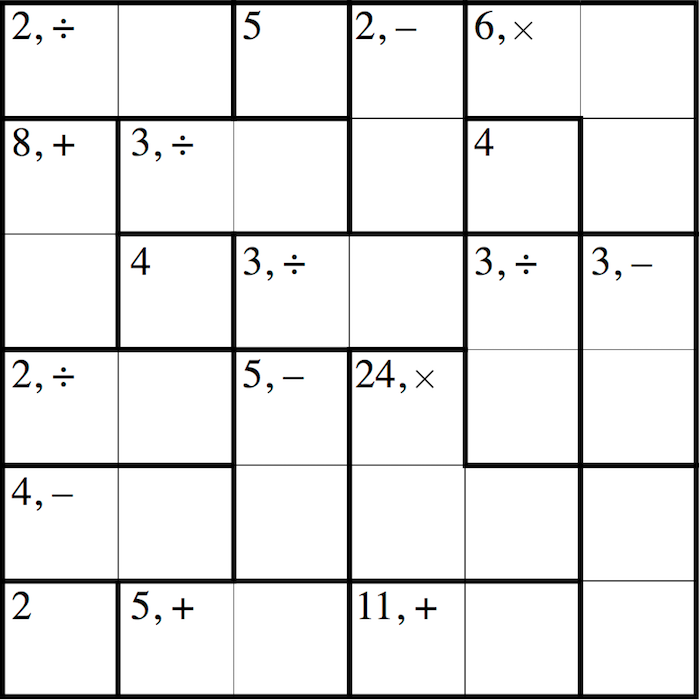 2, ÷ 5 2, − 6, ×
8, + 3, ÷ 4
4 3, ÷ 3, ÷ 3, −
2, ÷ 5, − 24, ×
4, −
2 5, + 11, +